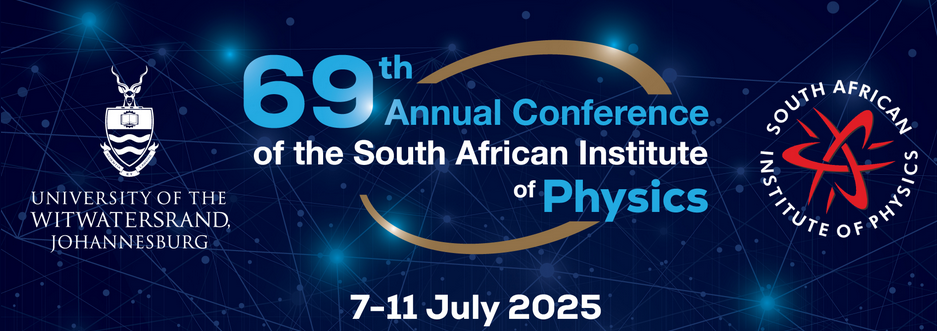 UNIVERSITY OF THE
WITWATERSRAND,
JOHANNESBURG
69th
Annual Conference
of the South African Institute
of Physics
7-11 July 2025
SOUTH AFRICAN
INSTITUTE OF PHYSICS